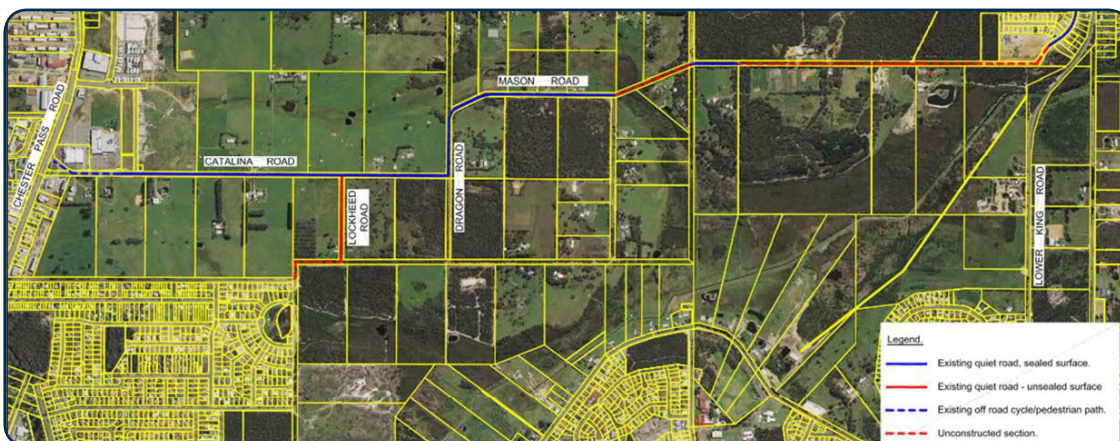 MASON ROAD
CHESTER PASS ROAD
CATALINA ROAD
LOCKHEED
ROAD
DRAGON ROAD
LOWER KING ROAD
Legend.
Existing quiet road, sealed surface.
Existing quiet road - unsealed surface
Existing off road cycle/pedestrian path.
Unconstructed section.